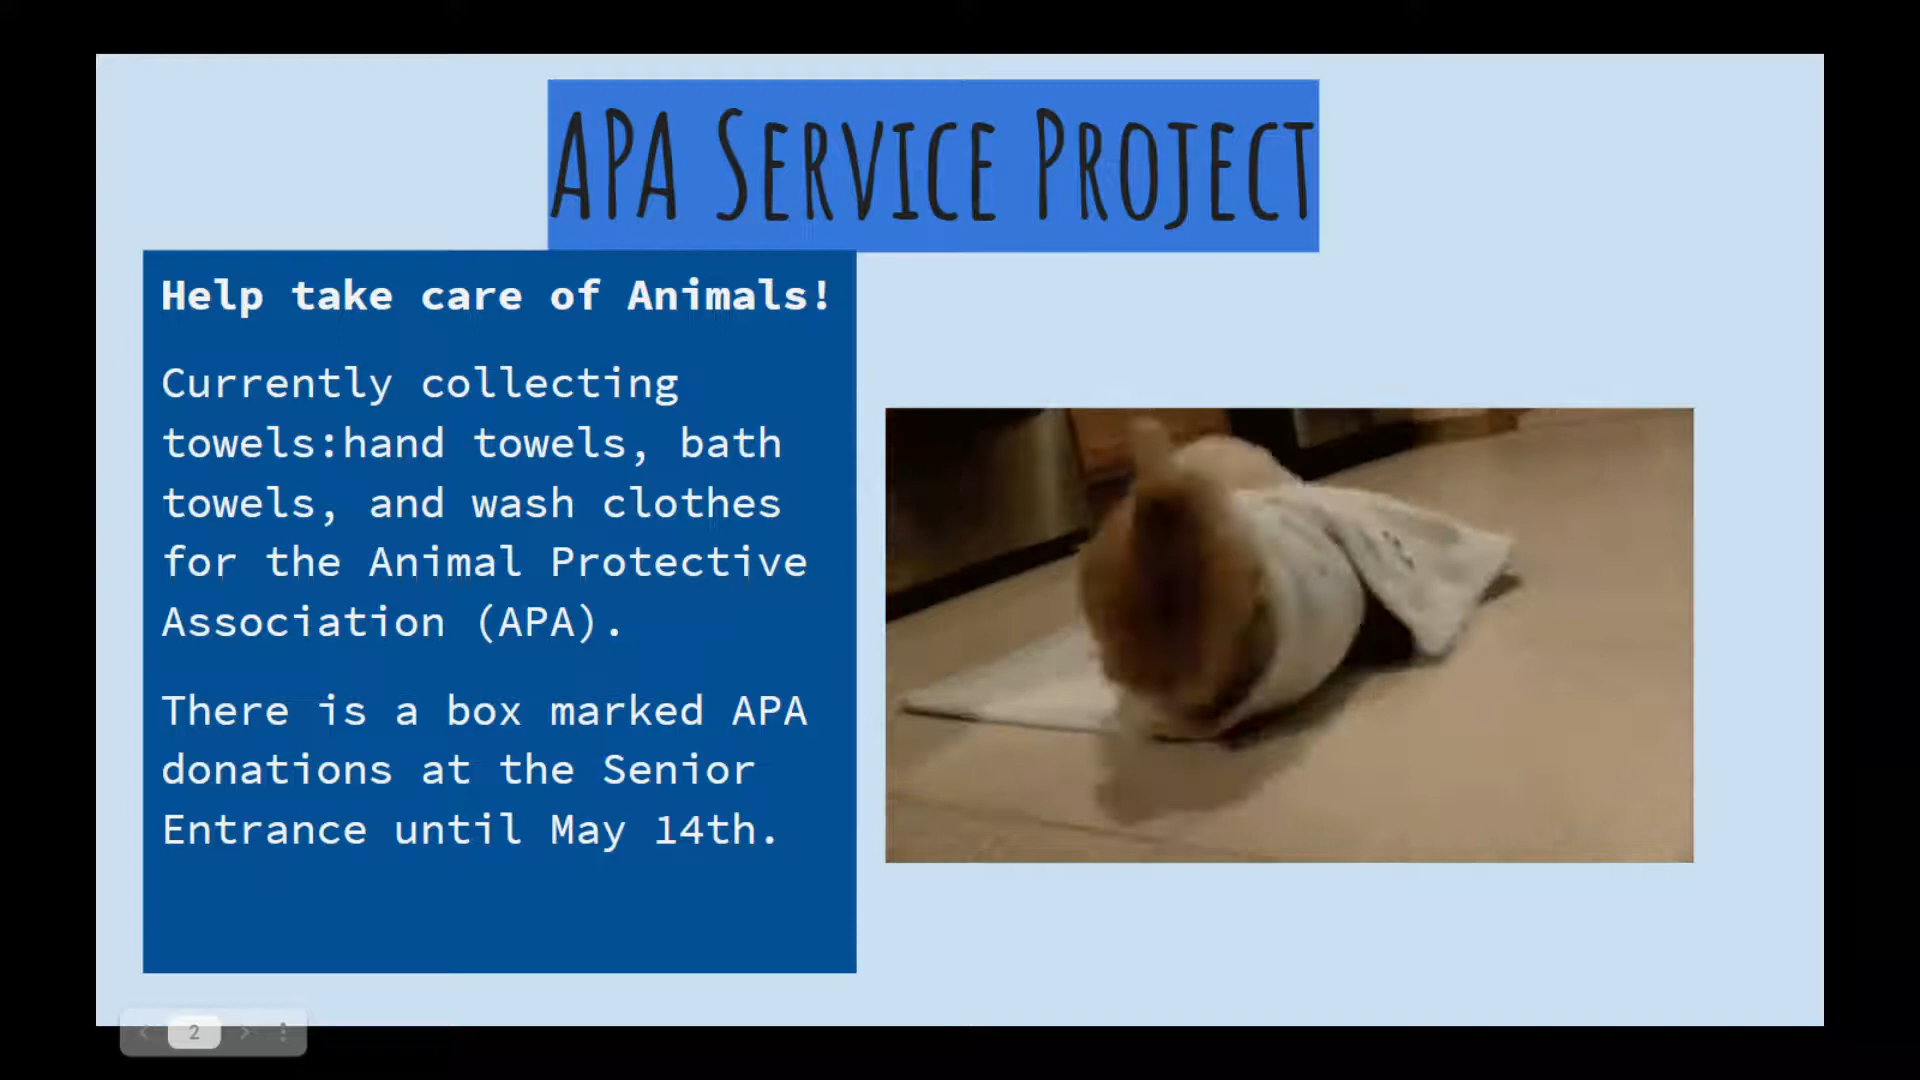 APA Service Project
Help take care of Animals!
Currently collecting
towels:hand towels, bath
towels, and wash clothes
for the Animal Protective
Association (APA).
There is a box marked APA
donations at the Senior
Entrance until May 14th.
2